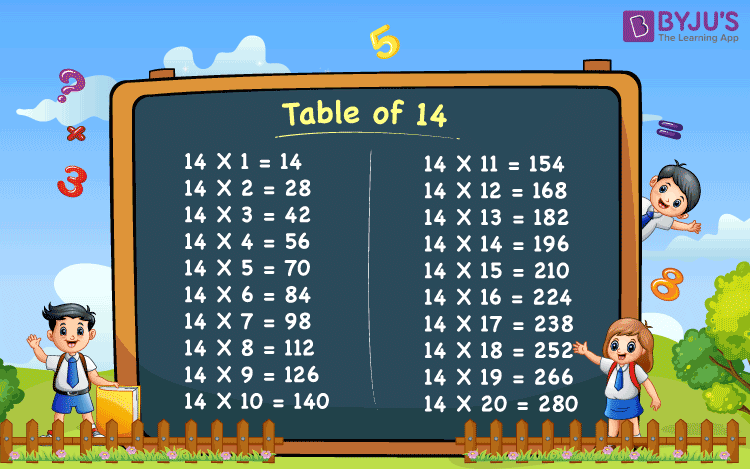 5
B BYJU'S
The Learning App
?
×
3
=
8
Table of 14
14 X 1 = 14
14 X 2 = 28
14 X 3 = 42
14 X 4 = 56
14 X 5 = 70
14 X 6 = 84
14 X 7 = 98
14 X 8 = 112
14 X 9 = 126
14 X 10 = 140
14 X 11 = 154
14 X 12 = 168
14 X 13 = 182
14 X 14 = 196
14 X 15 = 210
14 X 16 = 224
14 X 17 = 238
14 X 18 = 252
14 X 19 = 266
14 X 20 = 280